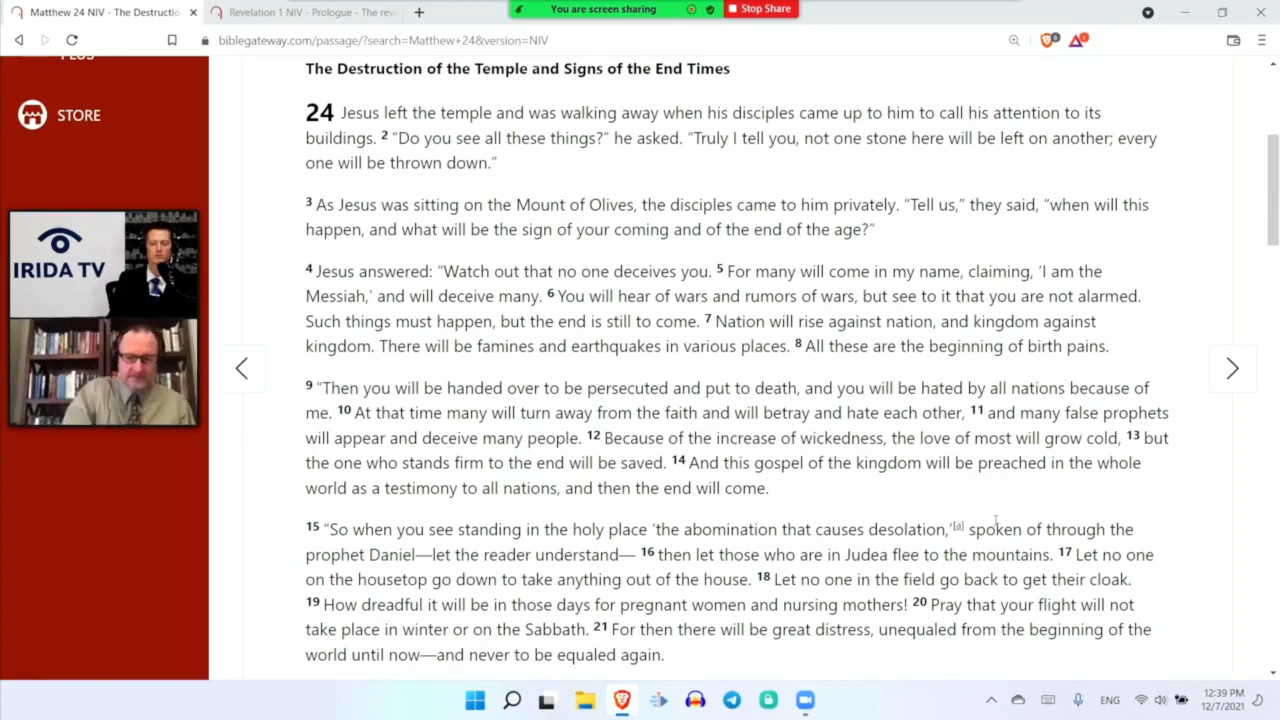 Matthew 24 NIV - The Destructio
Revelation 1 NIV - Prologue - The rev
You are screen sharing
Stop Share
biblegateway.com/passage/?search=Matthew+24&version=NIV
PLUS
STORE
IRIDA TV
The Destruction of the Temple and Signs of the End Times
24 Jesus left the temple and was walking away when his disciples came up to him to call his attention to its
buildings. 2 “Do you see all these things?” he asked. “Truly I tell you, not one stone here will be left on another; every
one will be thrown down.”
3 As Jesus was sitting on the Mount of Olives, the disciples came to him privately. “Tell us,” they said, “when will this
happen, and what will be the sign of your coming and of the end of the age?”
4 Jesus answered: “Watch out that no one deceives you. 5 For many will come in my name, claiming, ‘I am the
Messiah,’ and will deceive many. 6 You will hear of wars and rumors of wars, but see to it that you are not alarmed.
Such things must happen, but the end is still to come. 7 Nation will rise against nation, and kingdom against
kingdom. There will be famines and earthquakes in various places. 8 All these are the beginning of birth pains.
9 “Then you will be handed over to be persecuted and put to death, and you will be hated by all nations because of
me. 10 At that time many will turn away from the faith and will betray and hate each other, 11 and many false prophets
will appear and deceive many people. 12 Because of the increase of wickedness, the love of most will grow cold, 13 but
the one who stands firm to the end will be saved. 14 And this gospel of the kingdom will be preached in the whole
world as a testimony to all nations, and then the end will come.
15 “So when you see standing in the holy place ‘the abomination that causes desolation,’[a] spoken of through the
prophet Daniel—let the reader understand— 16 then let those who are in Judea flee to the mountains. 17 Let no one
on the housetop go down to take anything out of the house. 18 Let no one in the field go back to get their cloak.
19 How dreadful it will be in those days for pregnant women and nursing mothers! 20 Pray that your flight will not
take place in winter or on the Sabbath. 21 For then there will be great distress, unequaled from the beginning of the
world until now—and never to be equaled again.
ENG
12:39 PM
12/7/2021